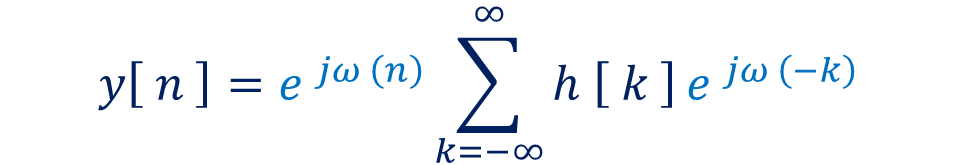 y[ n ] = e^{jω (n)} ∑_{k=−∞}^{∞} h [ k ] e^{jω (−k)}